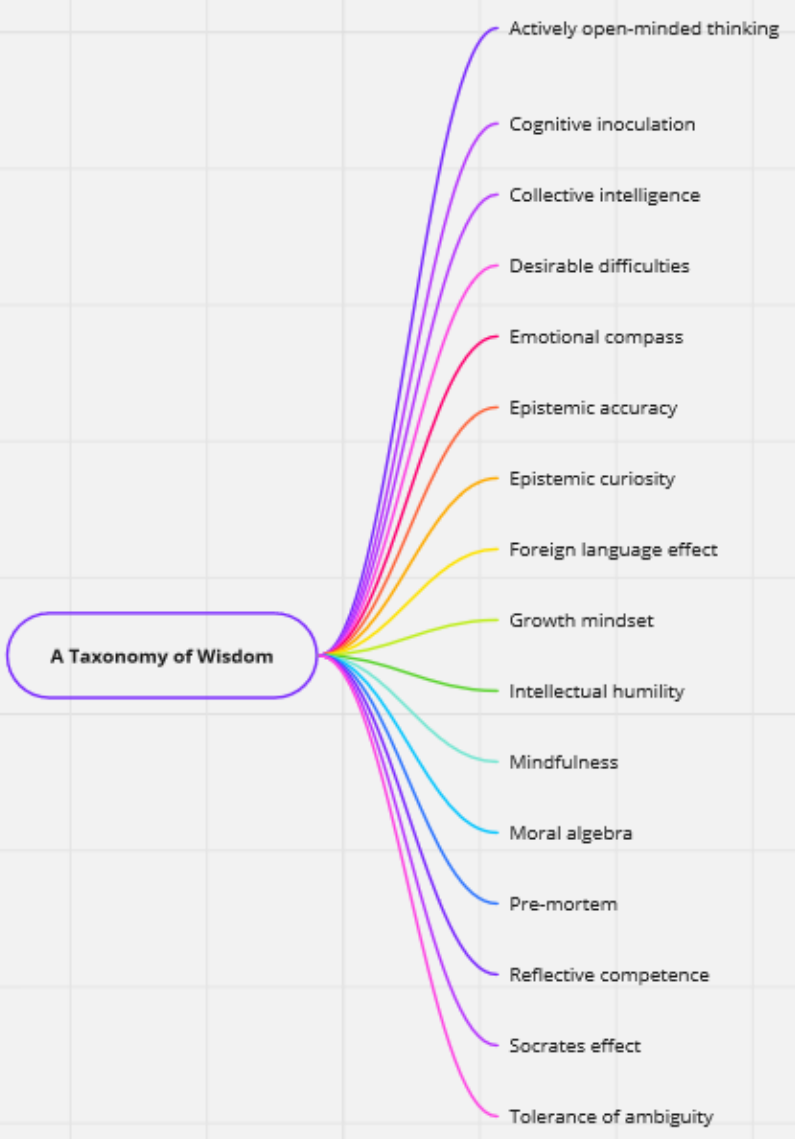 Actively open-minded thinking
Cognitive inoculation
Collective intelligence
Desirable difficulties
Emotional compass
Epistemic accuracy
Epistemic curiosity
Foreign language effect
Growth mindset
A Taxonomy of Wisdom
Intellectual humility
Mindfulness
Moral algebra
Pre-mortem
Reflective competence
Socrates effect
Tolerance of ambiguity